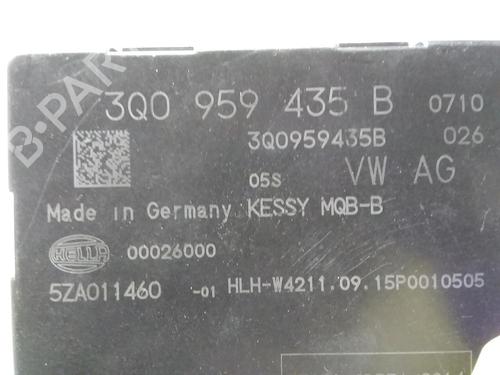 3Q0 959 435 B 0710
3Q0959435B 026
05S VW AG
Made in Germany KESSY MQB-B
HELLA 00026000
5ZA011460 -01 HLH-W4211.09.15P0010505
B-PAR